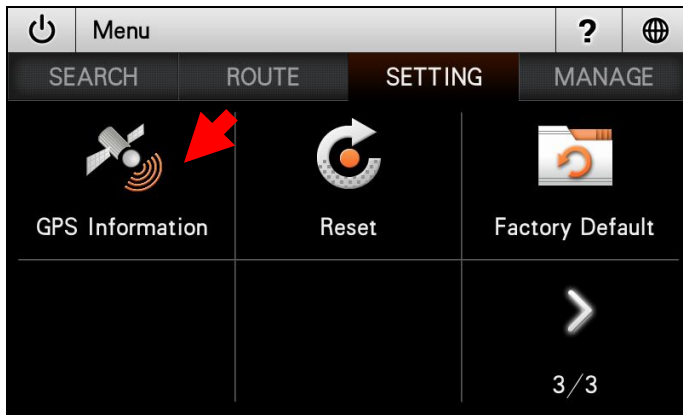 Menu
?
SEARCH
ROUTE
SETTING
MANAGE
GPS Information
Reset
Factory Default
3/3